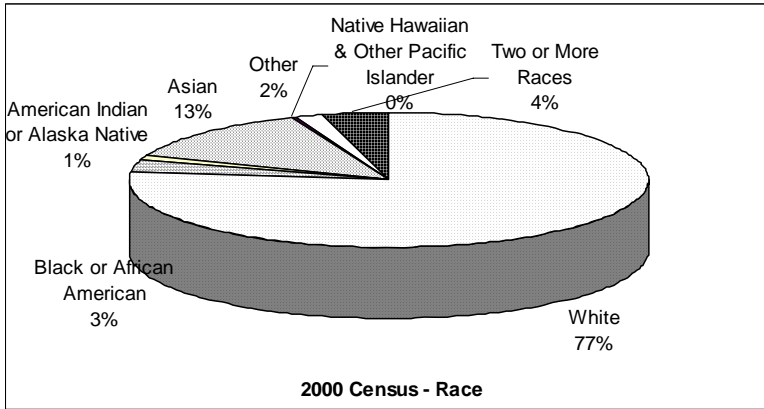 Native Hawaiian
& Other Pacific
Islander
0%
Two or More
Races
4%
Other
2%
Asian
13%
American Indian
or Alaska Native
1%
Black or African
American
3%
White
77%
2000 Census - Race